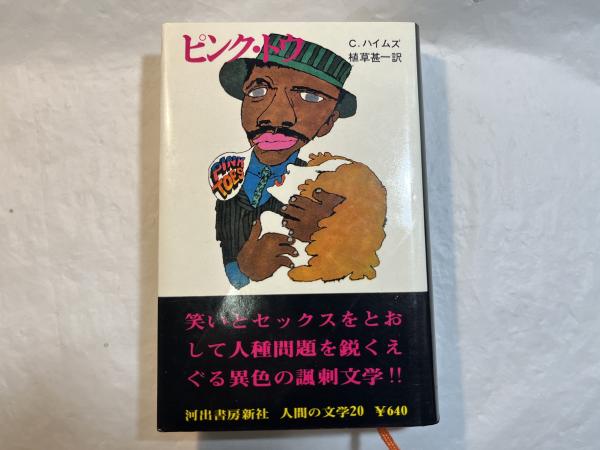 ピンク・トウ
C.ハイムズ
植草甚一訳
PINK
TOES
笑いとセックスをとお
して人種問題を鋭くえ
ぐる異色の諷刺文学!!
河出書房新社 人間の文学20 ¥640